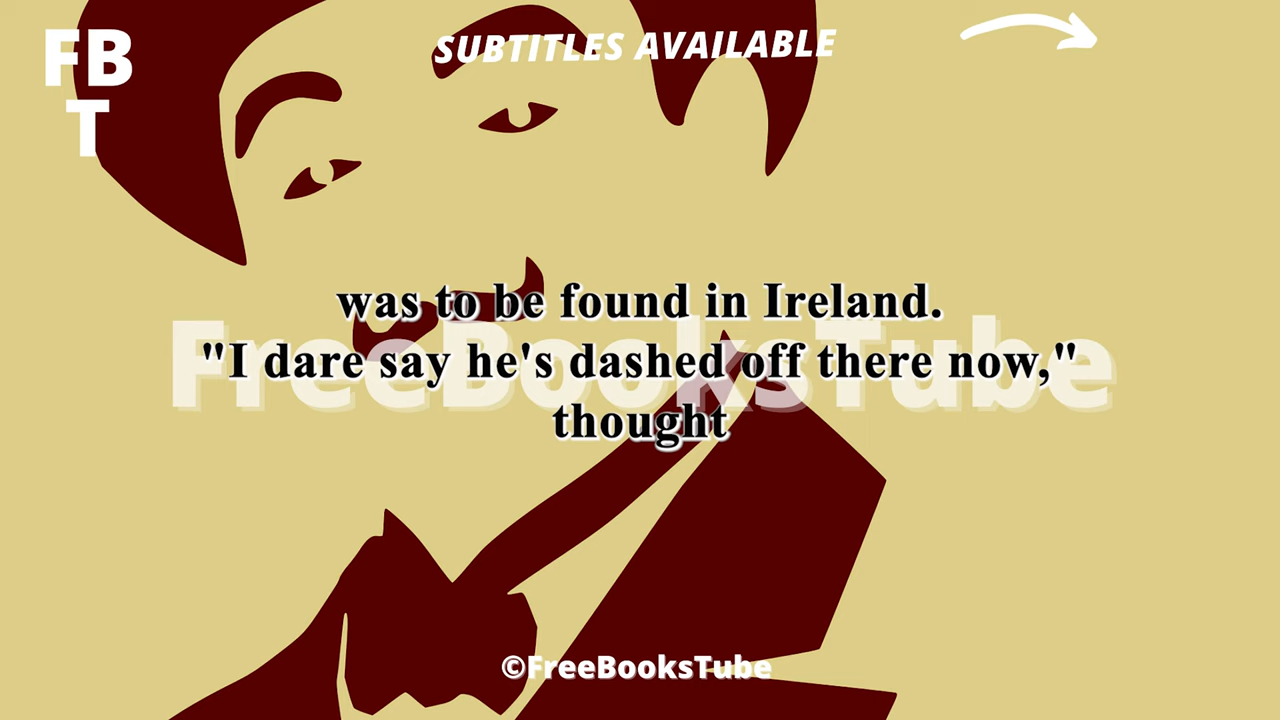 FB
T
SUBTITLES AVAILABLE
was to be found in Ireland.
FreeBooksTube
"I dare say he's dashed off there now,"
thought
©FreeBooksTube